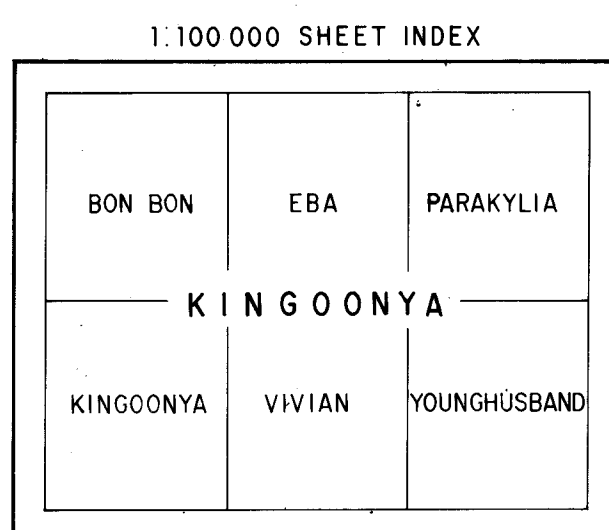 1:100 000 SHEET INDEX
BON BON EBA PARAKYLIA
KINGOONYA
KINGOONYA VIVIAN YOUNGHUSBAND